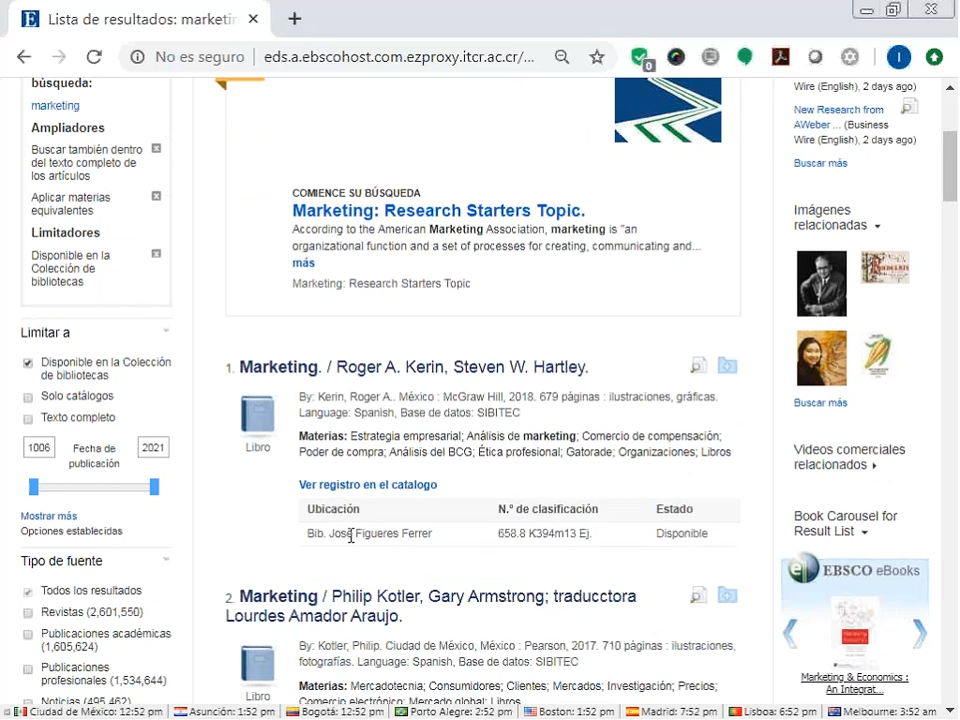 Lista de resultados: marketin
No es seguro
eds.ebscohost.com.ezproxy.itcr.ac.cr/...
0
I
búsqueda:
marketing
Ampliadores
Buscar también dentro
del texto completo de
los artículos
Aplicar materias
equivalentes
Limitadores
Disponible en la
Colección de
bibliotecas
Limitar a
Disponible en la Colección
de bibliotecas
Solo catálogos
Texto completo
1006
Fecha de
publicación
2021
Mostrar más
Opciones establecidas
Tipo de fuente
Todos los resultados
Revistas (2,601,550)
Publicaciones académicas
(1,605,624)
Publicaciones
profesionales (1,534,644)
Noticias (495,462)
COMIENCE SU BÚSQUEDA
Marketing: Research Starters Topic.
According to the American Marketing Association, marketing is "an
organizational function and a set of processes for creating, communicating and...
más
Marketing: Research Starters Topic
1. Marketing. / Roger A. Kerin, Steven W. Hartley.
Libro
By: Kerin, Roger A.. México : McGraw Hill, 2018. 679 páginas : ilustraciones, gráficas.
Language: Spanish, Base de datos: SIBITEC
Materias: Estrategia empresarial; Análisis de marketing; Comercio de compensación;
Poder de compra; Análisis del BCG; Ética profesional; Gatorade; Organizaciones; Libros
Ver registro en el catalogo
Ubicación N.º de clasificación Estado
Bib. José Figueres Ferrer 658.8 K394m13 Ej. Disponible
2. Marketing / Philip Kotler, Gary Armstrong; traducctora
Lourdes Amador Araujo.
Libro
By: Kotler, Philip. Ciudad de México, México : Pearson, 2017. 710 páginas : ilustraciones,
fotografías. Language: Spanish, Base de datos: SIBITEC
Materias: Mercadotecnia; Consumidores; Clientes; Mercados; Investigación; Precios;
Comercio electrónico; Mercado global; Libros
Wire (English), 2 days ago)
New Research from
AWeber ... (Business
Wire (English), 2 days ago)
Buscar más
Imágenes
relacionadas
Buscar más
Videos comerciales
relacionados
Book Carousel for
Result List
EBSCO eBooks
Marketing & Economics :
An Integrat...
Ciudad de México: 12:52 pm
Asunción: 1:52 pm
Bogotá: 12:52 pm
Porto Alegre: 2:52 pm
Boston: 1:52 pm
Madrid: 7:52 pm
Lisboa: 6:52 pm
Melbourne: 3:52 am